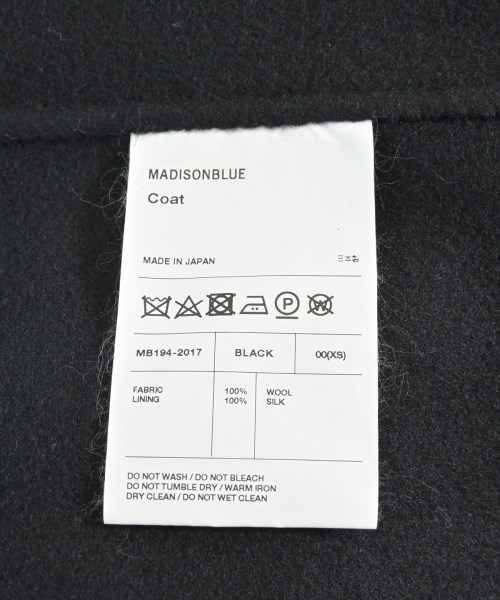 MADISONBLUE
Coat
MADE IN JAPAN 日本製
P W
MB194-2017 BLACK 00(XS)
FABRIC 100% WOOL
LINING 100% SILK
DO NOT WASH / DO NOT BLEACH
DO NOT TUMBLE DRY / WARM IRON
DRY CLEAN / DO NOT WET CLEAN